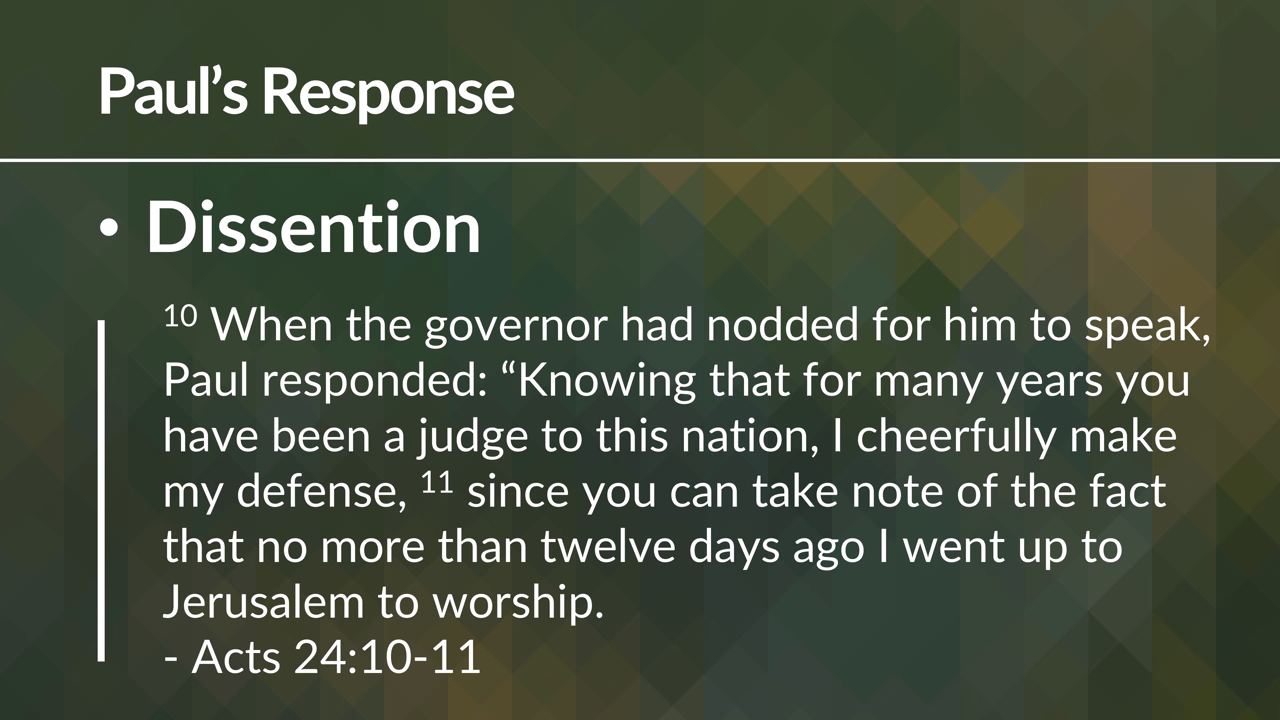 Paul’s Response
• Dissention
10 When the governor had nodded for him to speak,
Paul responded: “Knowing that for many years you
have been a judge to this nation, I cheerfully make
my defense, 11 since you can take note of the fact
that no more than twelve days ago I went up to
Jerusalem to worship.
- Acts 24:10-11